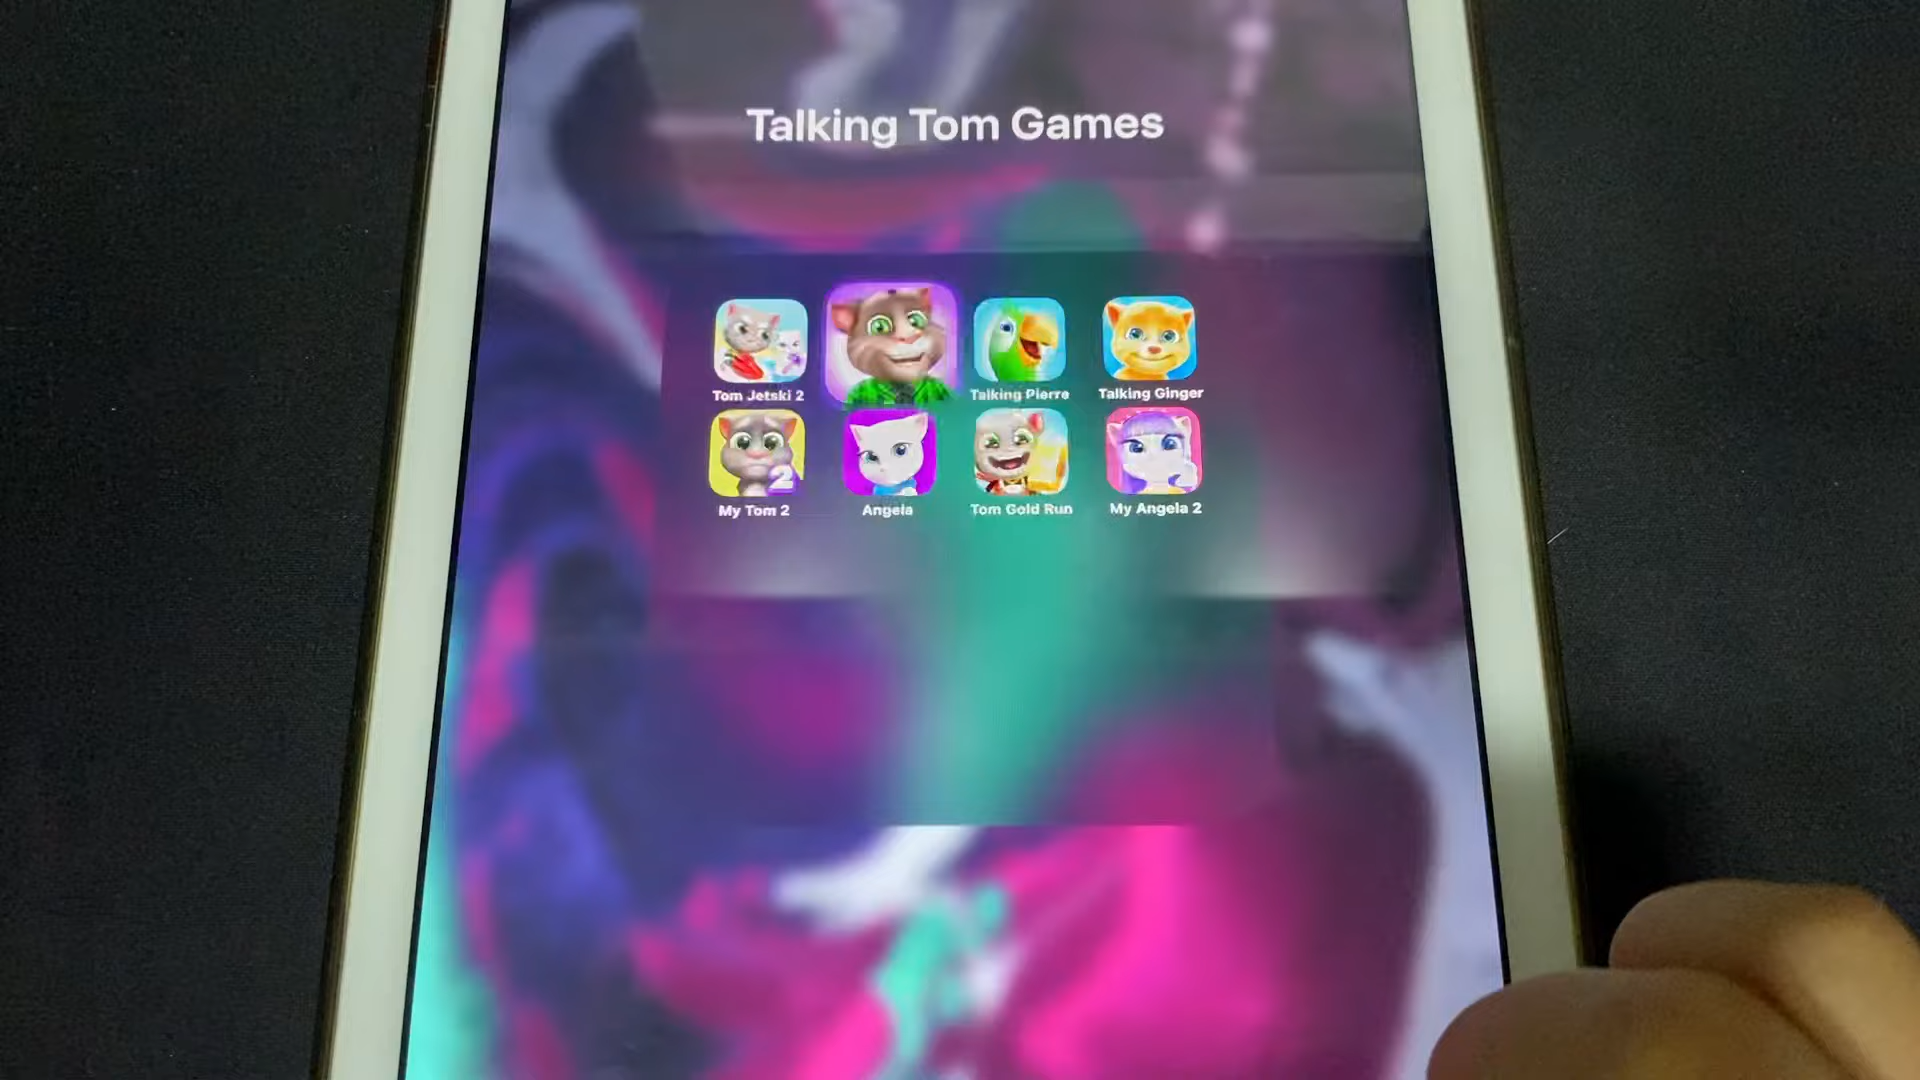 Talking Tom Games
Tom Jetski 2
Talking Pierre
Talking Ginger
2
My Tom 2
Angela
Tom Gold Run
My Angela 2